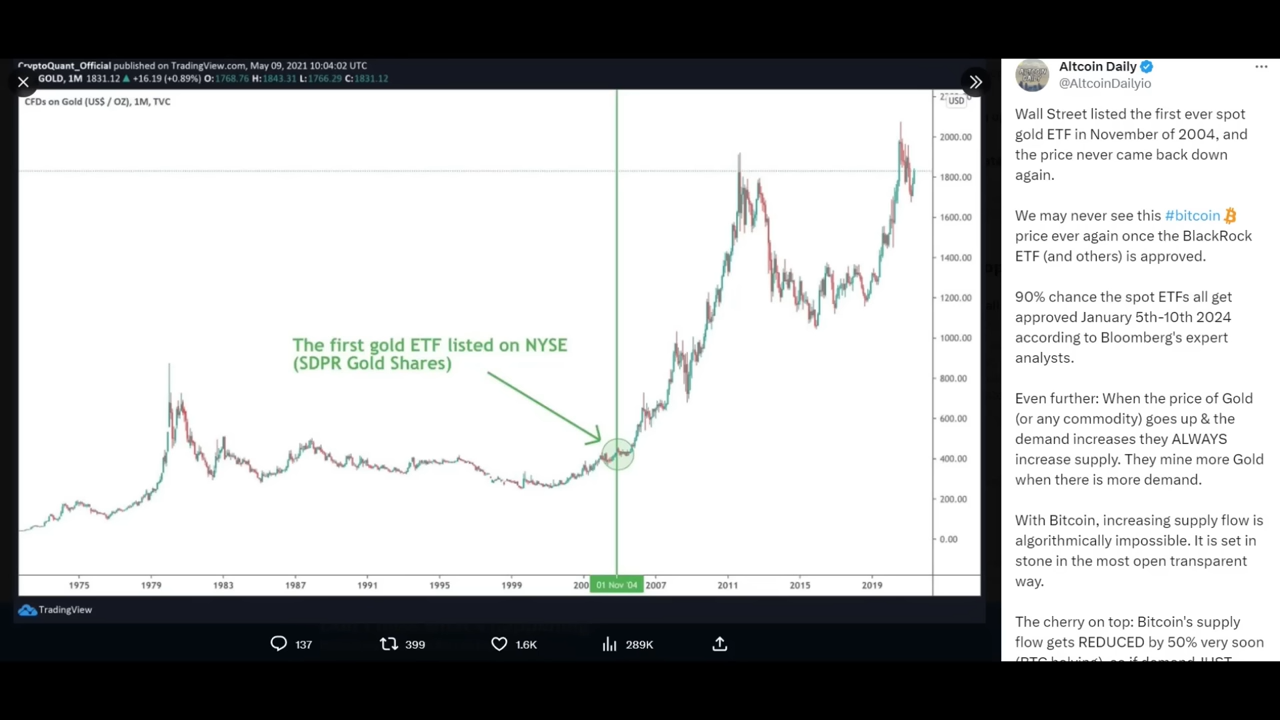 CryptoQuant_Official published on TradingView.com, May 09, 2021 10:04:02 UTC
GOLD, 1M 1831.12 ▲ +16.19 (+0.89%) O:1768.76 H:1843.31 L:1766.29 C:1831.12
CFDs on Gold (US$ / OZ), 1M, TVC
USD
2000.00
1800.00
1600.00
1400.00
1200.00
1000.00
800.00
600.00
400.00
200.00
0.00
The first gold ETF listed on NYSE
(SDPR Gold Shares)
1975 1979 1983 1987 1991 1995 1999 200 01 Nov '04 2007 2011 2015 2019
TradingView
137 399 1.6K 289K
Altcoin Daily
@AltcoinDailyio
Wall Street listed the first ever spot
gold ETF in November of 2004, and
the price never came back down
again.
We may never see this #bitcoin
price ever again once the BlackRock
ETF (and others) is approved.
90% chance the spot ETFs all get
approved January 5th-10th 2024
according to Bloomberg's expert
analysts.
Even further: When the price of Gold
(or any commodity) goes up & the
demand increases they ALWAYS
increase supply. They mine more Gold
when there is more demand.
With Bitcoin, increasing supply flow is
algorithmically impossible. It is set in
stone in the most open transparent
way.
The cherry on top: Bitcoin's supply
flow gets REDUCED by 50% very soon
(BTC halving), as if demand JUST